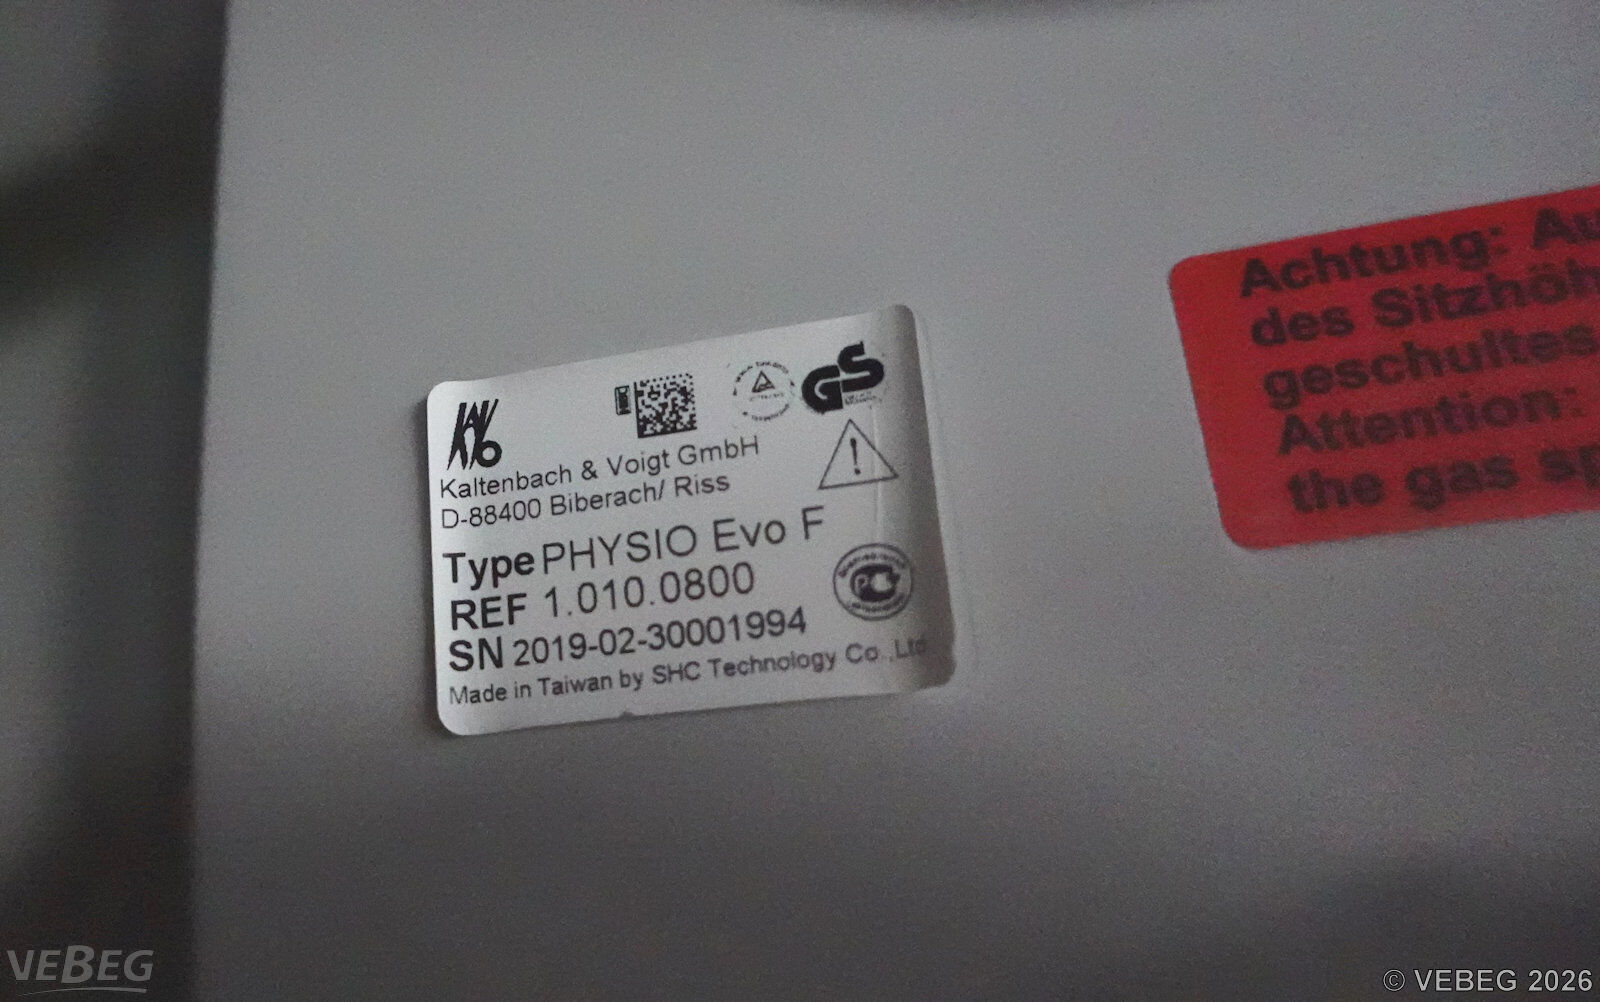 Kaltenbach & Voigt GmbH
D-88400 Biberach/ Riss
Type PHYSIO Evo F
REF 1.010.0800
SN 2019-02-30001994
Made in Taiwan by SHC Technology Co.,Ltd
GS
Achtung: Au
des Sitzhöh
geschultes
Attention:
the gas sp
VEBEG
© VEBEG 2026